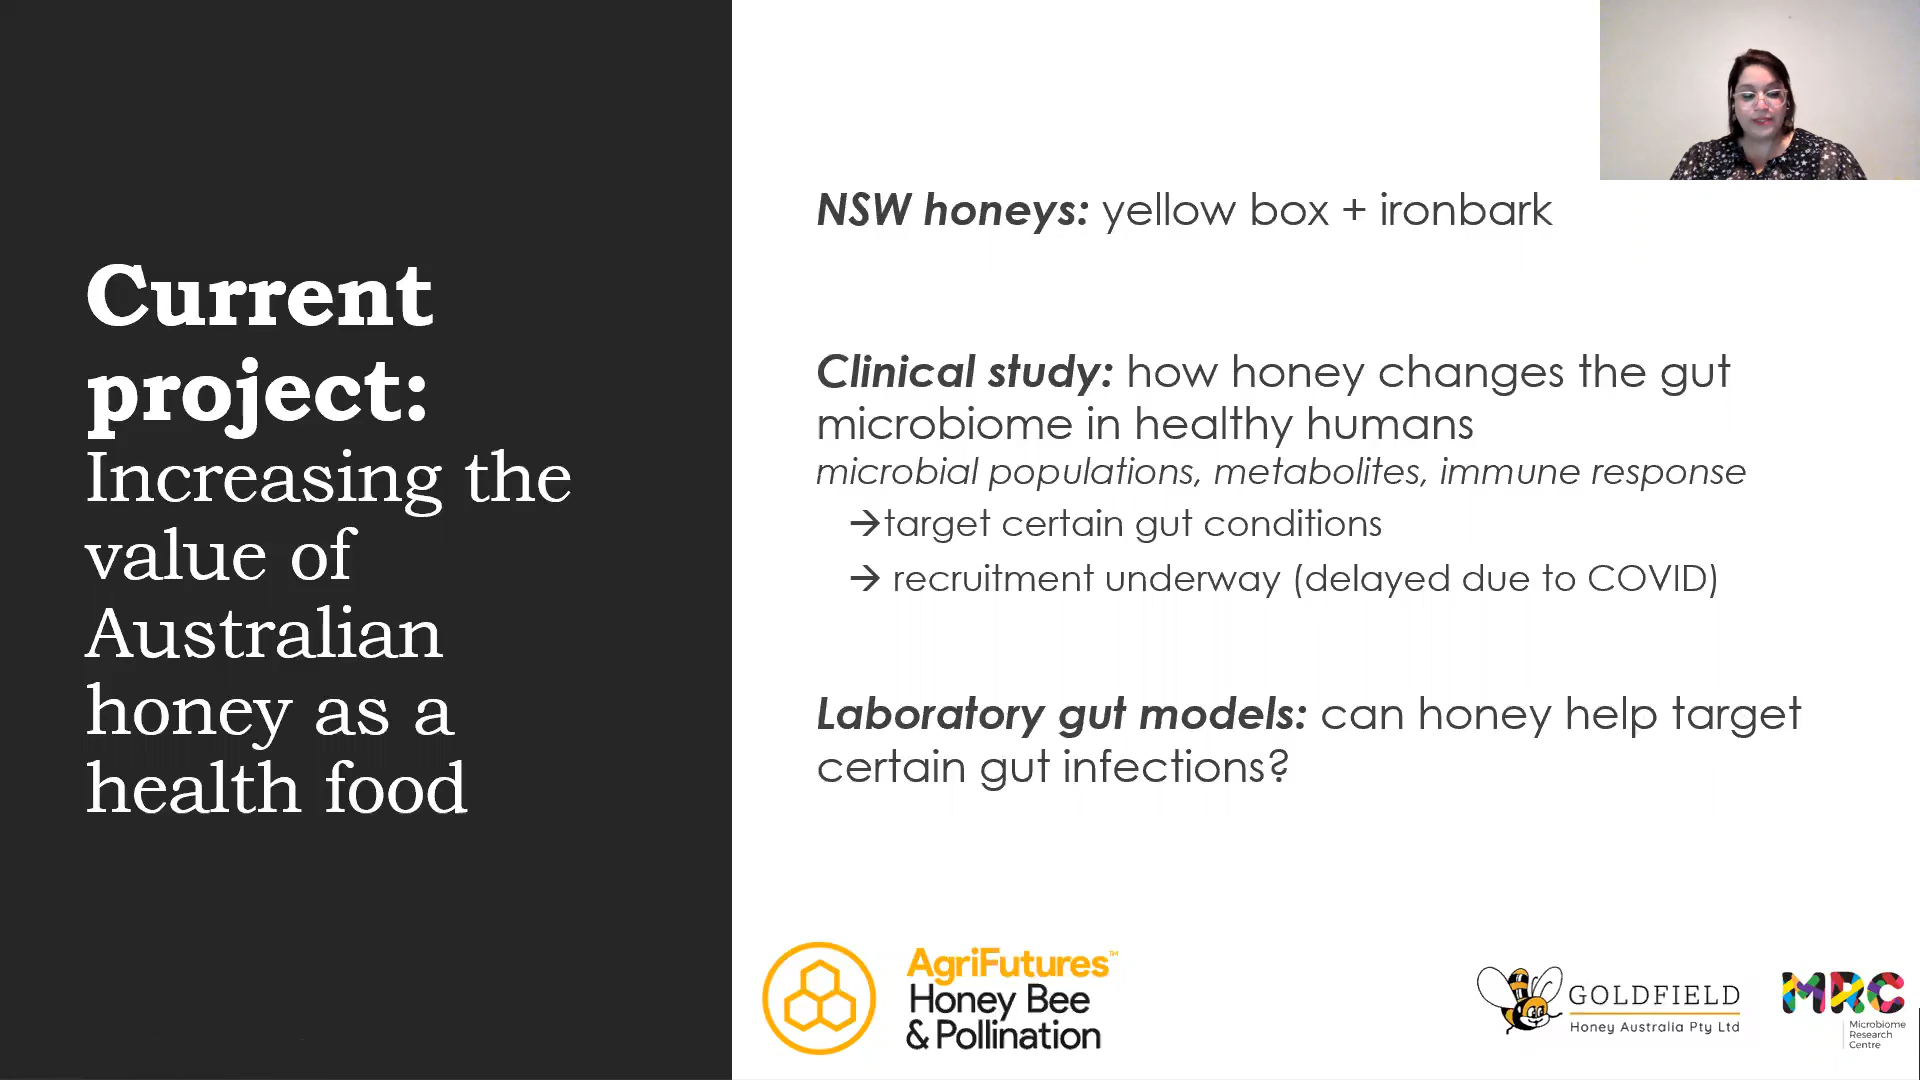 Current
project:
Increasing the
value of
Australian
honey as a
health food
NSW honeys: yellow box + ironbark
Clinical study: how honey changes the gut
microbiome in healthy humans
microbial populations, metabolites, immune response
→target certain gut conditions
→ recruitment underway (delayed due to COVID)
Laboratory gut models: can honey help target
certain gut infections?
AgriFutures™
Honey Bee
& Pollination
GOLDFIELD
Honey Australia Pty Ltd
MRC
Microbiome
Research
Centre